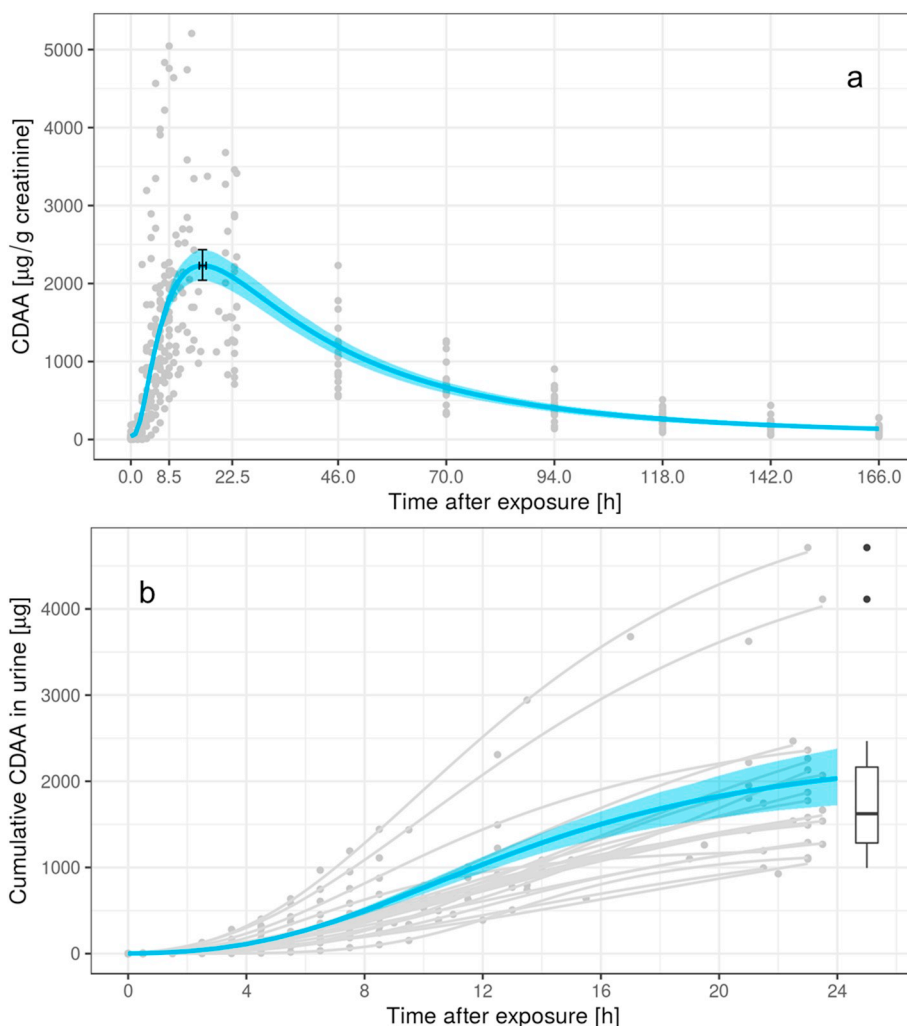 a
CDAA [µg/g creatinine]
5000
4000
3000
2000
1000
0
0.0 8.5 22.5 46.0 70.0 94.0 118.0 142.0 166.0
Time after exposure [h]
b
Cumulative CDAA in urine [µg]
4000
3000
2000
1000
0
0 4 8 12 16 20 24
Time after exposure [h]